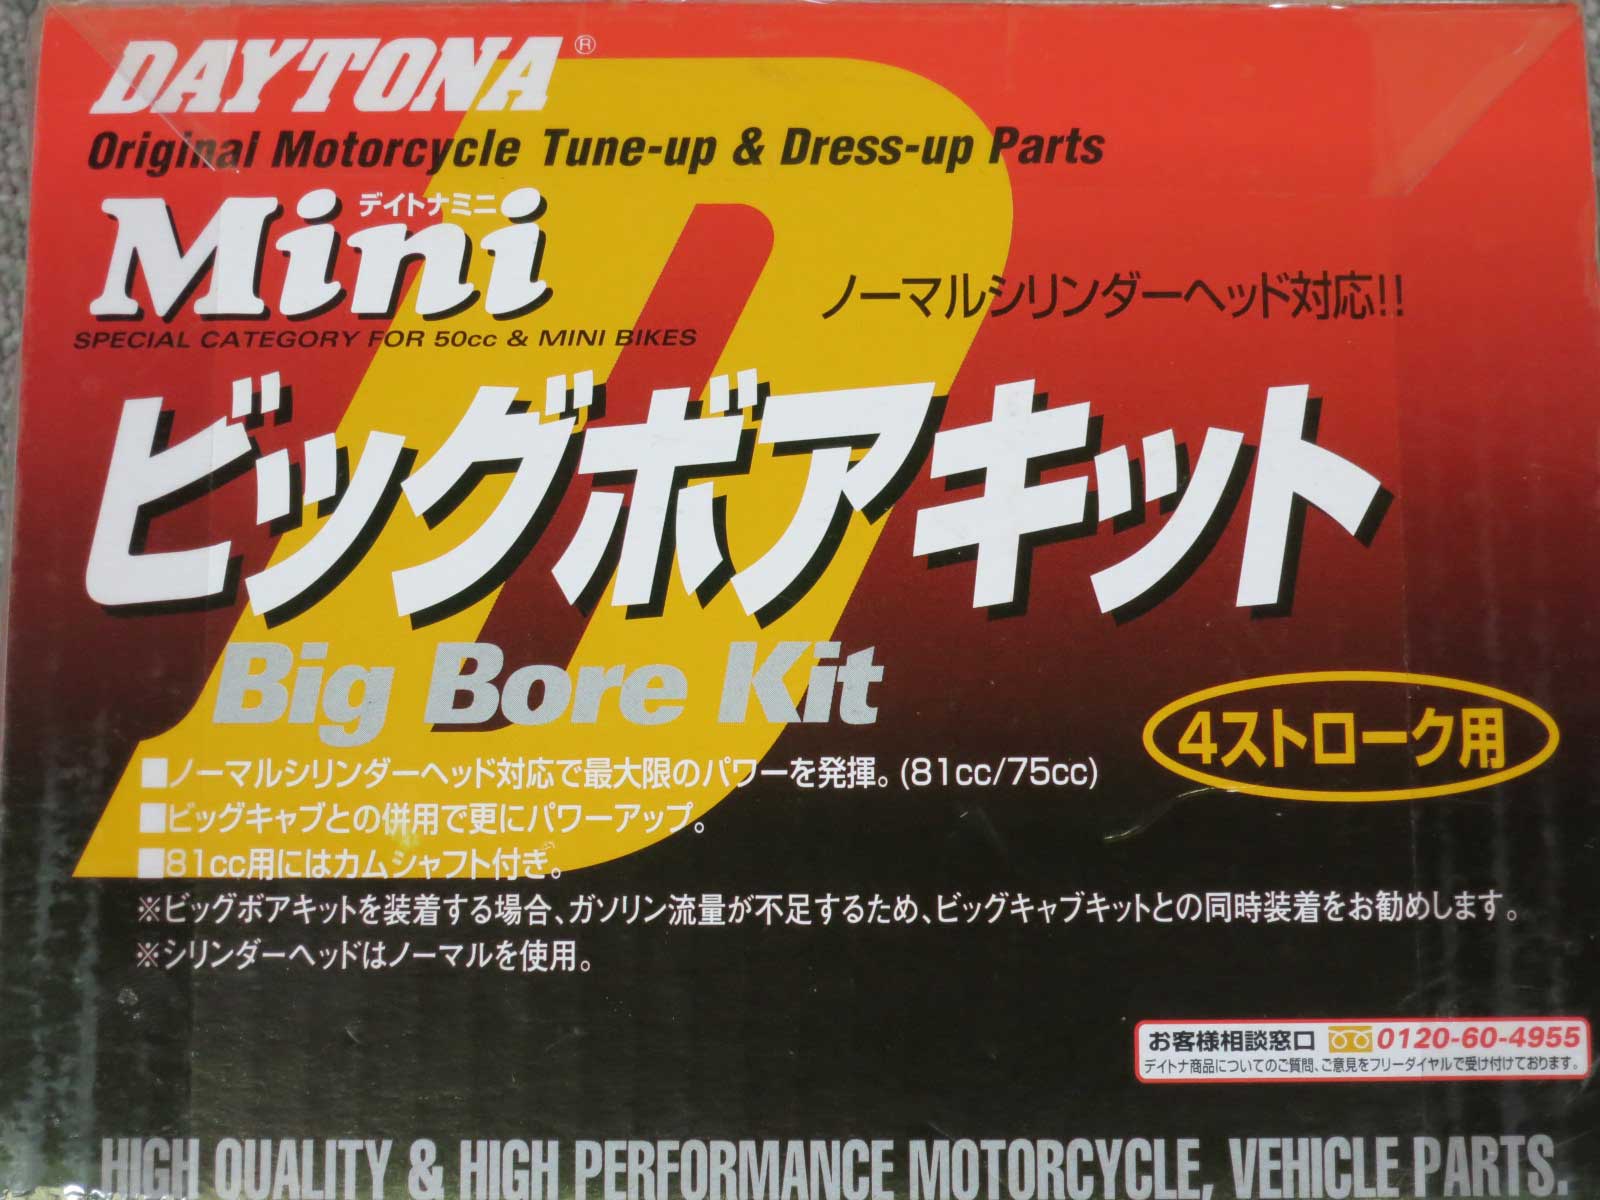 DAYTONA®
Original Motorcycle Tune-up & Dress-up Parts
デイトナミニ
Mini
SPECIAL CATEGORY FOR 50cc & MINI BIKES
ノーマルシリンダーヘッド対応!!
ビッグボアキット
Big Bore Kit
4ストローク用
■ノーマルシリンダーヘッド対応で最大限のパワーを発揮。(81cc/75cc)
■ビッグキャブとの併用で更にパワーアップ。
■81cc用にはカムシャフト付き。
※ビッグボアキットを装着する場合、ガソリン流量が不足するため、ビッグキャブキットとの同時装着をお勧めします。
※シリンダーヘッドはノーマルを使用。
お客様相談窓口 0120-60-4955
デイトナ商品についてのご質問、ご意見をフリーダイヤルで受け付けております。
HIGH QUALITY & HIGH PERFORMANCE MOTORCYCLE, VEHICLE PARTS.